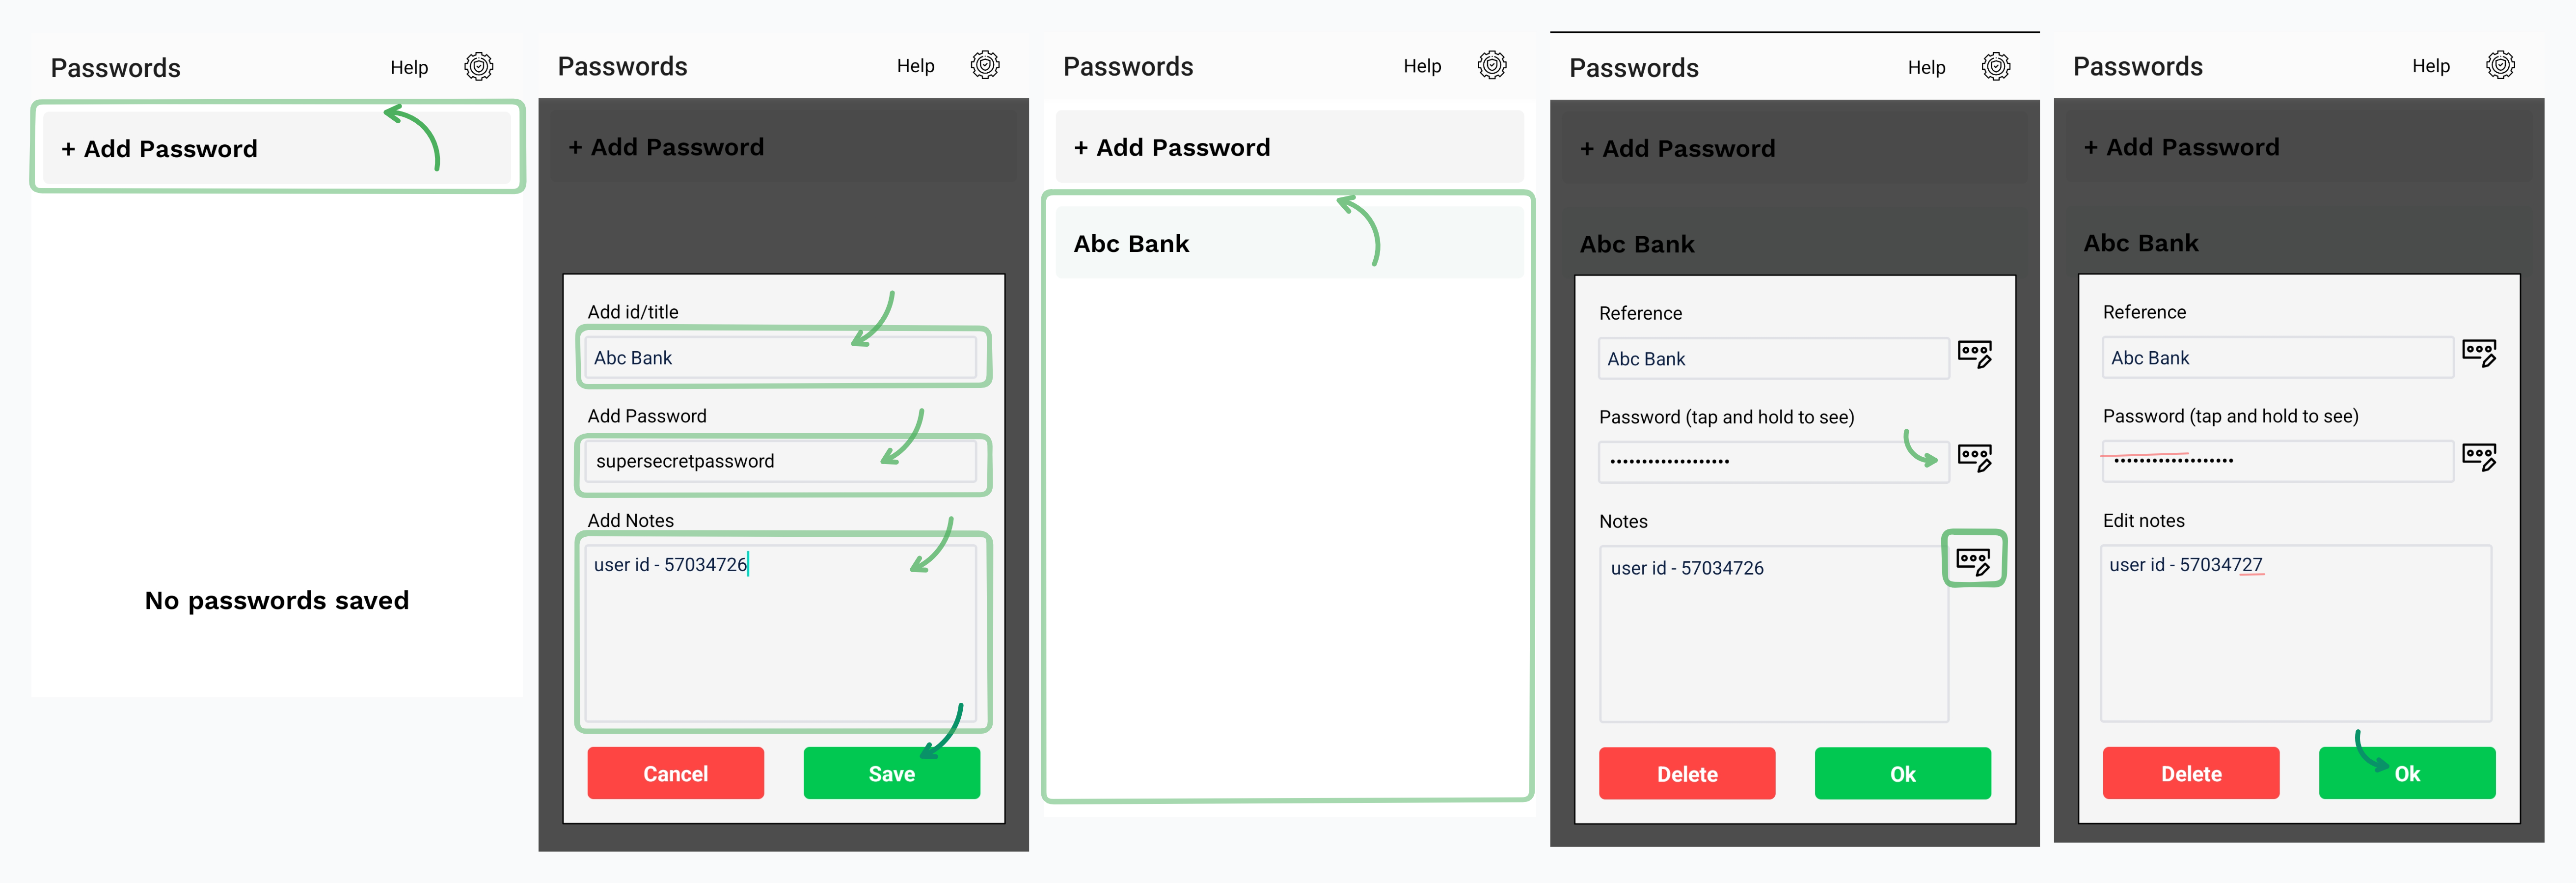 Passwords
Help
+ Add Password
No passwords saved
Passwords
Help
+ Add Password
Add id/title
Abc Bank
Add Password
supersecretpassword
Add Notes
user id - 57034726
Cancel
Save
Passwords
Help
+ Add Password
Abc Bank
Passwords
Help
+ Add Password
Abc Bank
Reference
Abc Bank
Password (tap and hold to see)
•••••••••••••••••••
Notes
user id - 57034726
Delete
Ok
Passwords
Help
+ Add Password
Abc Bank
Reference
Abc Bank
Password (tap and hold to see)
•••••••••••••••••••
Edit notes
user id - 57034727
Delete
Ok